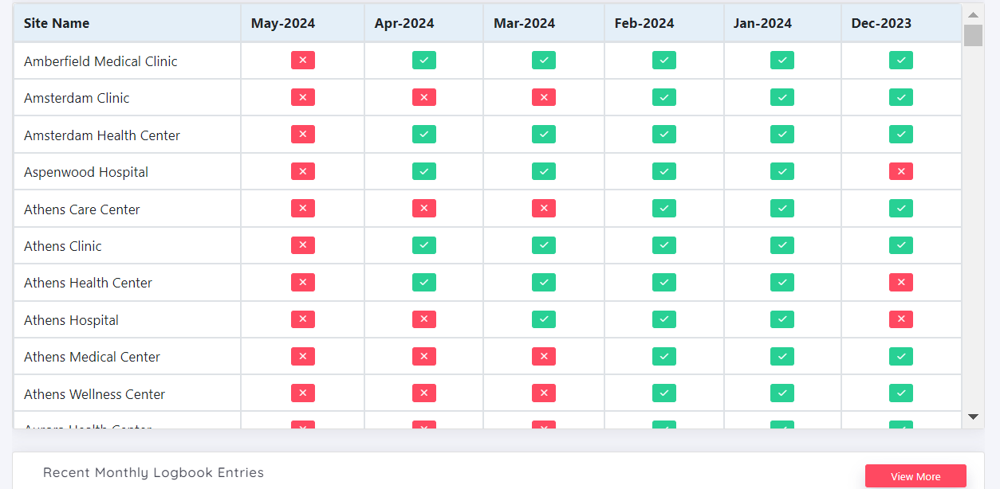 Site Name May-2024 Apr-2024 Mar-2024 Feb-2024 Jan-2024 Dec-2023
Amberfield Medical Clinic
Amsterdam Clinic
Amsterdam Health Center
Aspenwood Hospital
Athens Care Center
Athens Clinic
Athens Health Center
Athens Hospital
Athens Medical Center
Athens Wellness Center
Aurora Health Center
Recent Monthly Logbook Entries View More